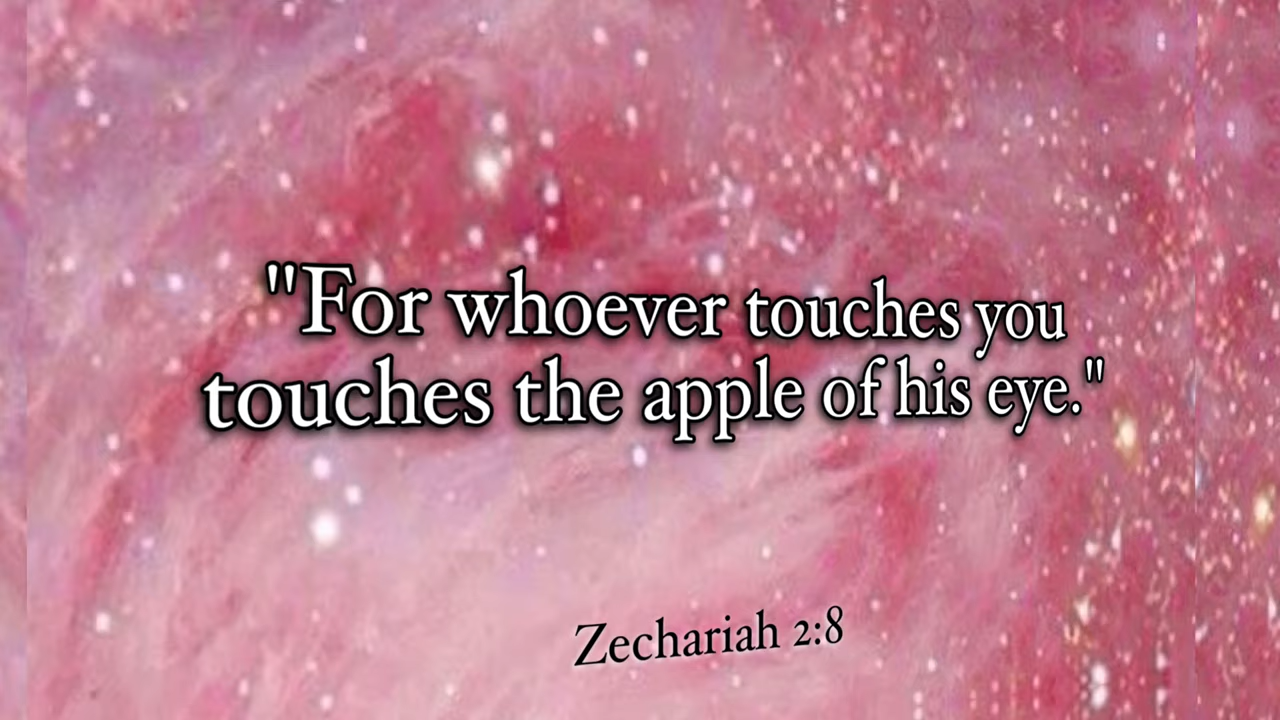 "For whoever touches you
touches the apple of his eye."
Zechariah 2:8